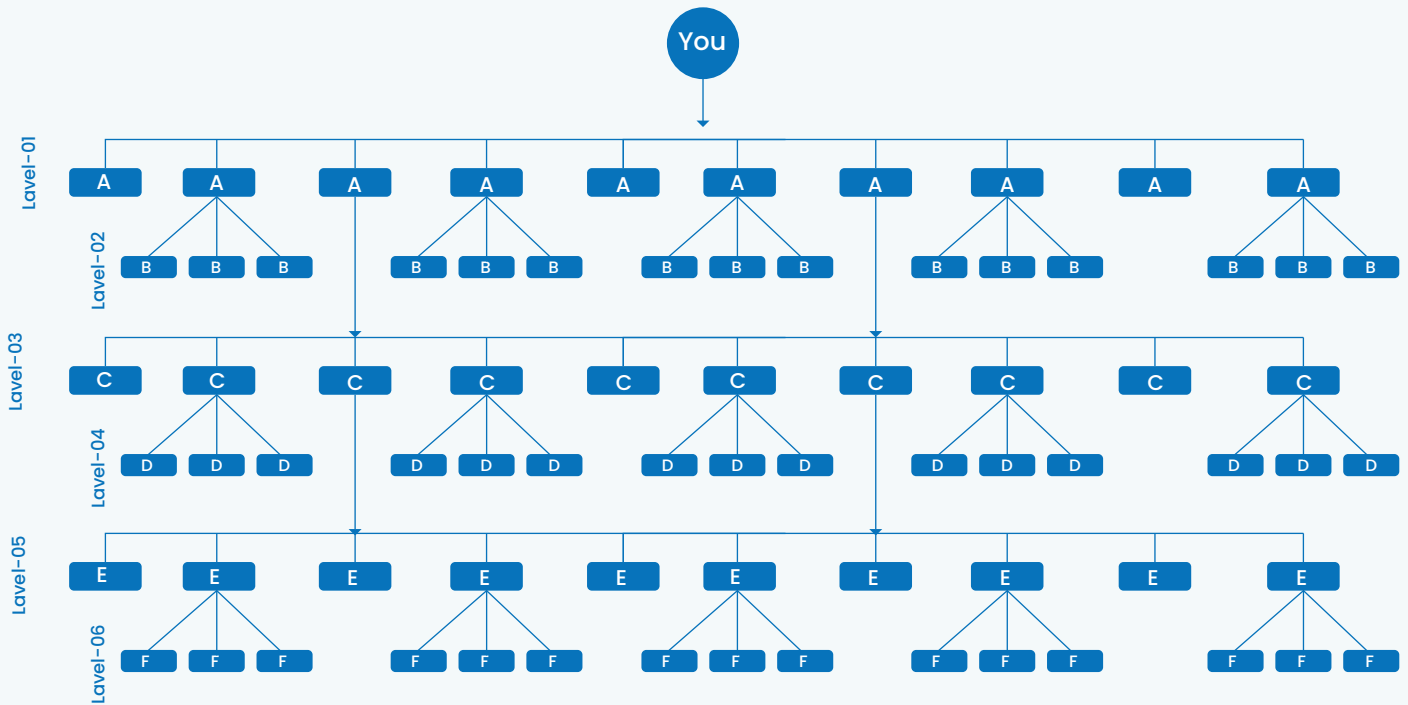 You
Lavel-01
A A A A A A A A A A
Lavel-02
B B B B B B B B B B B B B B B
Lavel-03
C C C C C C C C C C
Lavel-04
D D D D D D D D D D D D D D D
Lavel-05
E E E E E E E E E E
Lavel-06
F F F F F F F F F F F F F F F